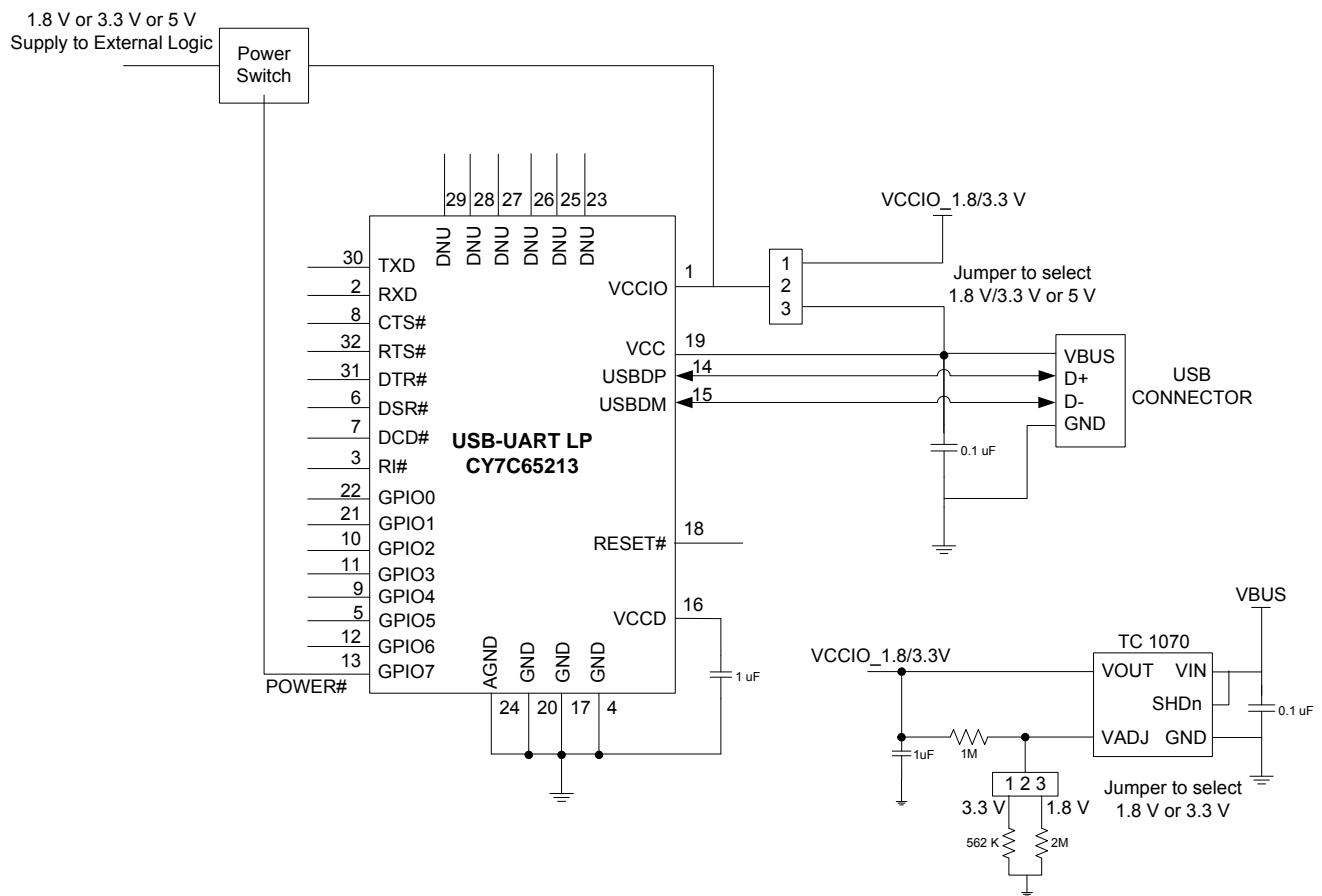 1.8 V or 3.3 V or 5 V
Supply to External Logic
Power
Switch
29
28
27
26
25
23
DNU
DNU
DNU
DNU
DNU
DNU
30
TXD
2
RXD
8
CTS#
32
RTS#
31
DTR#
6
DSR#
7
DCD#
3
RI#
22
GPIO0
21
GPIO1
10
GPIO2
11
GPIO3
9
GPIO4
5
GPIO5
12
GPIO6
13
GPIO7
POWER#
USB-UART LP
CY7C65213
VCCIO
1
VCC
19
USBDP
14
USBDM
15
RESET#
18
VCCD
16
AGND
GND
GND
GND
24
20
17
4
1 uF
VCCIO_1.8/3.3 V
1
2
3
Jumper to select
1.8 V/3.3 V or 5 V
VBUS
D+
D-
GND
USB
CONNECTOR
0.1 uF
VBUS
TC 1070
VCCIO_1.8/3.3V
VOUT VIN
SHDn
VADJ GND
0.1 uF
1uF
1M
1 2 3
3.3 V
1.8 V
Jumper to select
1.8 V or 3.3 V
562 K
2M